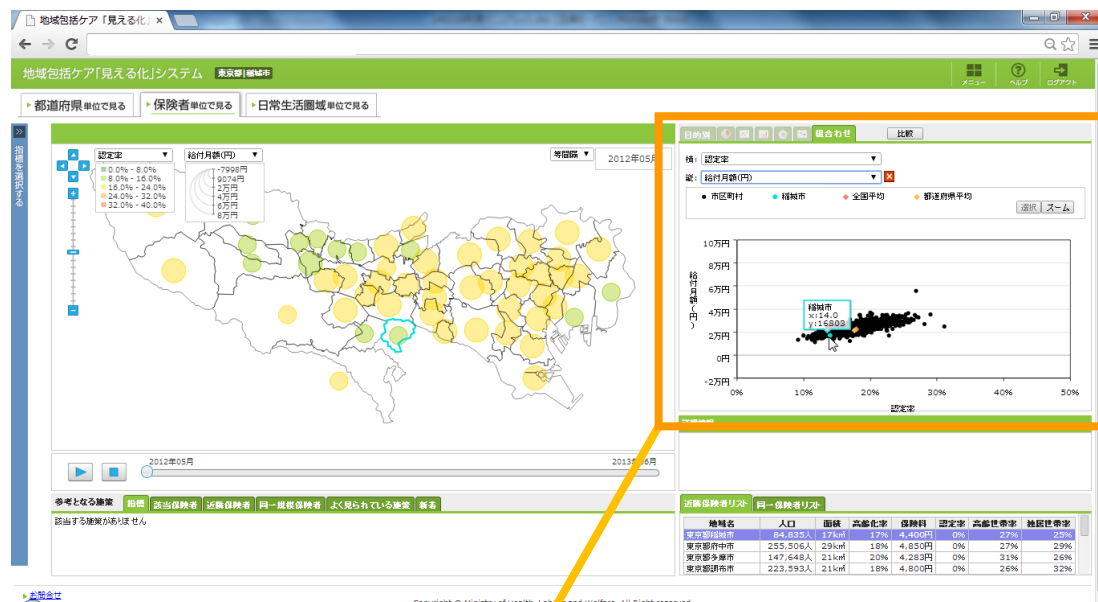 地域包括ケア「見える化」 ×
地域包括ケア「見える化」システム 東京都|稲城市
メニュー ヘルプ ログアウト
都道府県単位で見る 保険者単位で見る 日常生活圏域単位で見る
指標を選択する
認定率 給付月額(円) 等間隔 2012年05月
0.0% - 8.0%
8.0% - 16.0%
16.0% - 24.0%
24.0% - 32.0%
32.0% - 40.0%
-7998円
9074円
2万円
4万円
6万円
8万円
2012年05月 2013年06月
目的別 組合わせ 比較
横: 認定率
縦: 給付月額(円)
市区町村 稲城市 全国平均 都道府県平均
選択 ズーム
給付月額(円)
10万円
8万円
6万円
4万円
2万円
0円
-2万円
稲城市
x:14.0
y:16803
0% 10% 20% 30% 40% 50%
認定率
参考となる施策 指標 該当保険者 近隣保険者 同一規模保険者 よく見られている施策 新着
該当する施策がありません
近隣保険者リスト 同一保険者リスト
地域名 人口 面積 高齢化率 保険料 認定率 高齢世帯率 独居世帯率
東京都稲城市 84,835人 17km² 17% 4,400円 0% 27% 25%
東京都府中市 255,506人 29km² 18% 4,850円 0% 27% 29%
東京都多摩市 147,648人 21km² 20% 4,283円 0% 31% 26%
東京都調布市 223,593人 21km² 18% 4,800円 0% 26% 32%
お問合せ
Copyright © Ministry of Health, Labour and Welfare, All Right reserved.